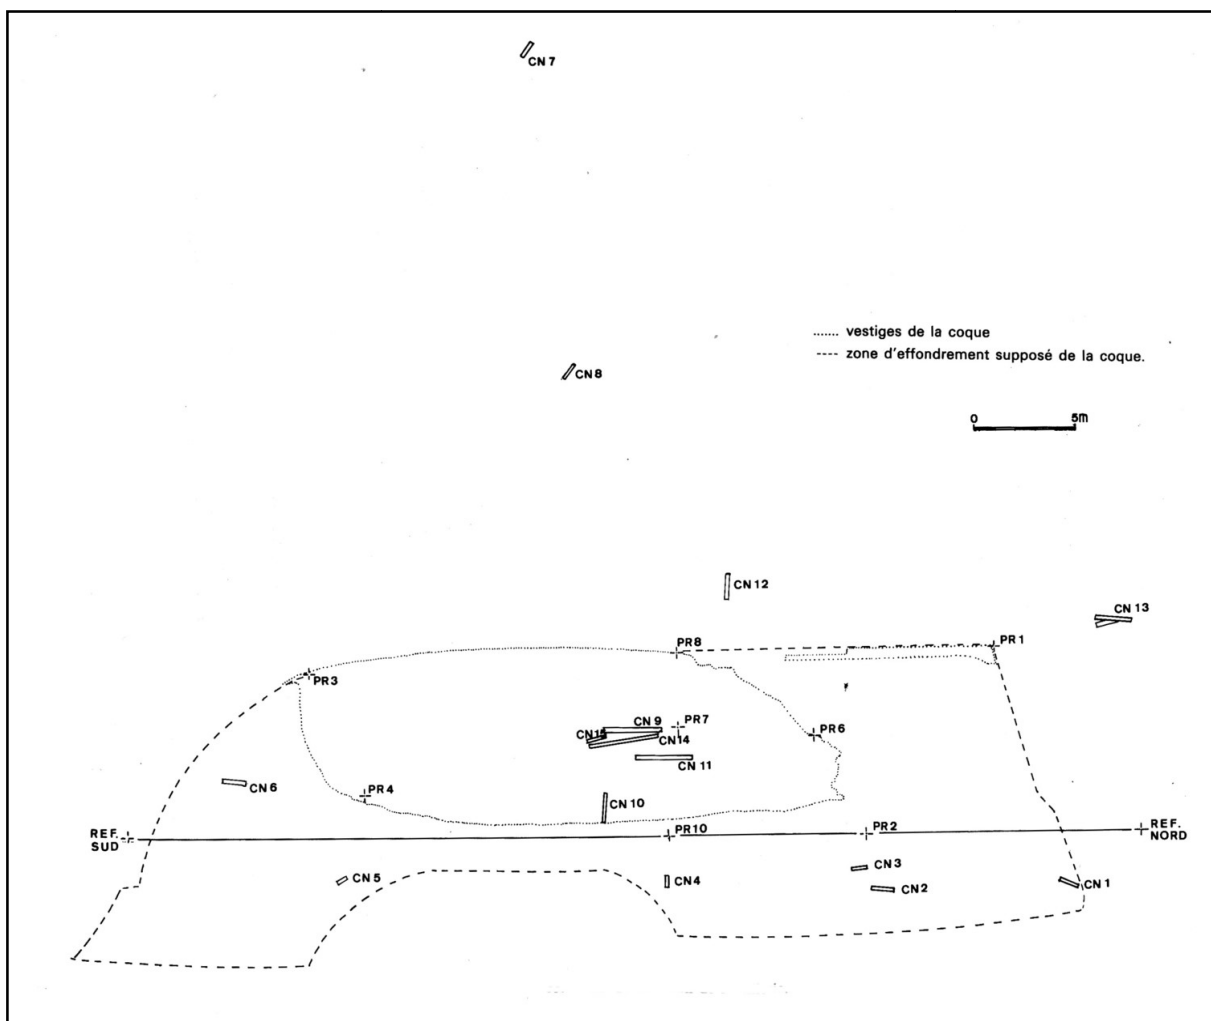 CN 7
CN 8
....... vestiges de la coque
---- zone d'effondrement supposé de la coque.
0 5m
CN 12
CN 13
PR 8
PR 1
PR 3
CN 9
PR 7
CN 15
CN 14
PR 6
CN 11
CN 6
PR 4
CN 10
REF. SUD
PR 10
PR 2
REF. NORD
CN 5
CN 4
CN 3
CN 2
CN 1